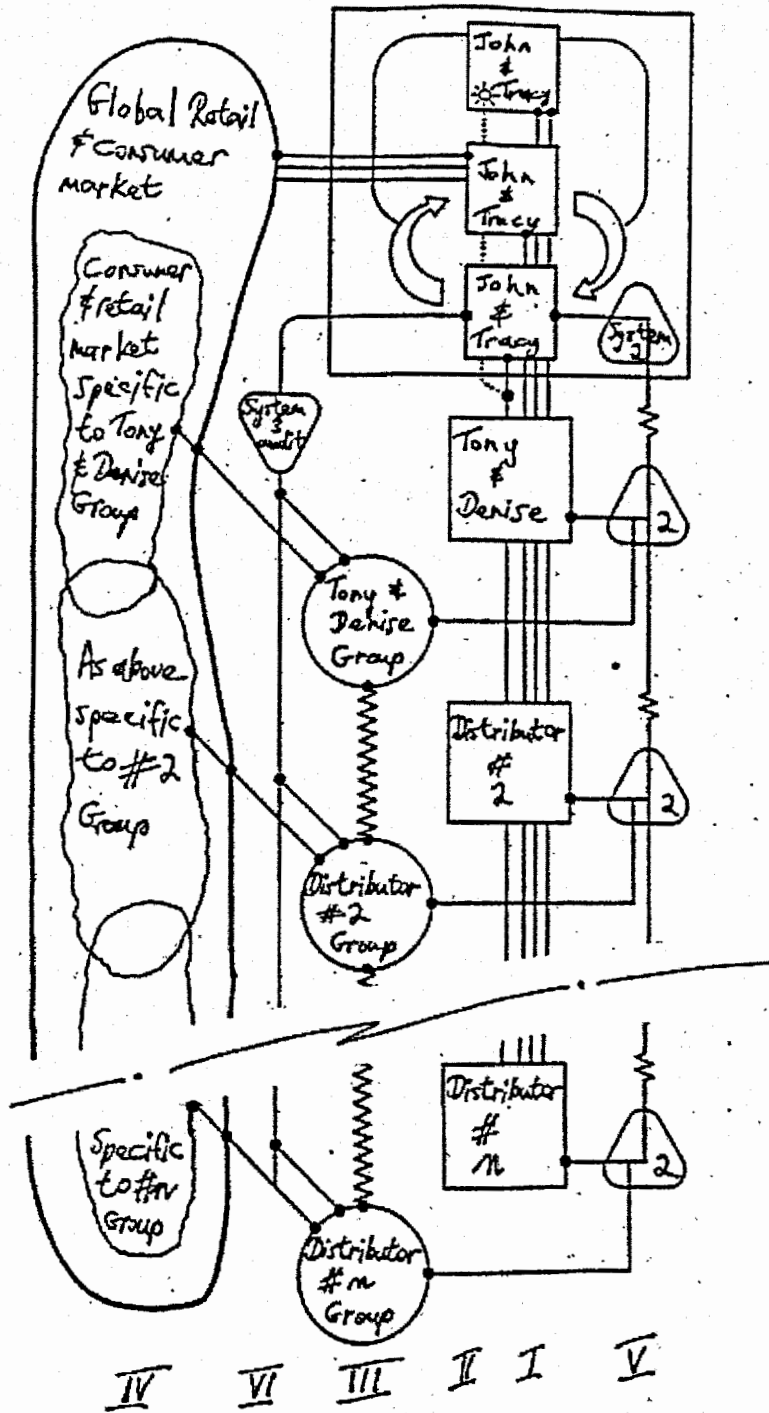 Global Retail
& consumer
market
John
&
Tracy
John
&
Tracy
John
&
Tracy
System
2
Consumer
& retail
market
specific
to Tony
& Denise
Group
System
3
audit
Tony
&
Denise
2
Tony &
Denise
Group
As above
specific
to #2
Group
Distributor
#
2
2
Distributor
#2
Group
Distributor
#
n
2
Specific
to #n
Group
Distributor
# n
Group
IV
VI
III
II
I
V